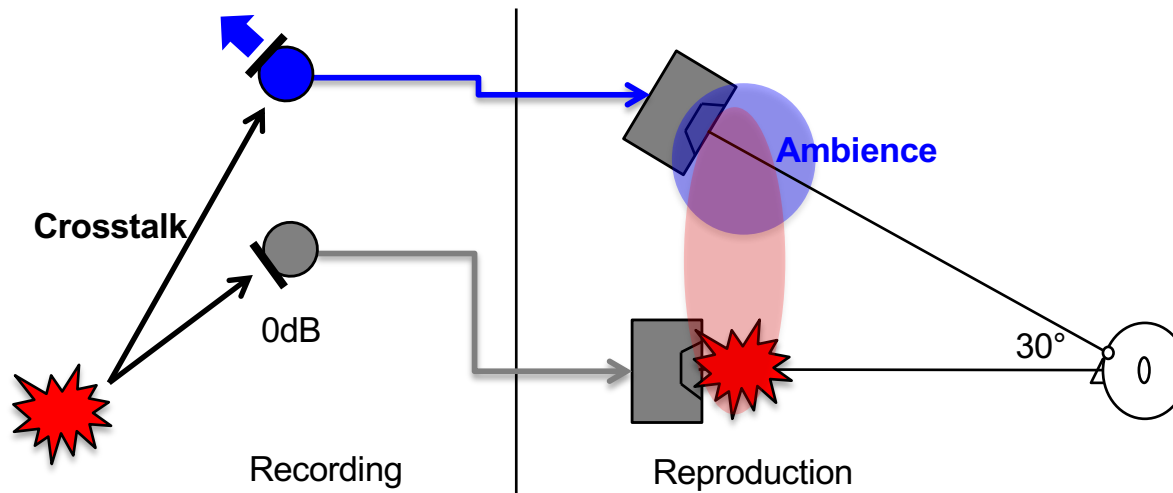 Crosstalk
0dB
Recording
Ambience
30°
Reproduction